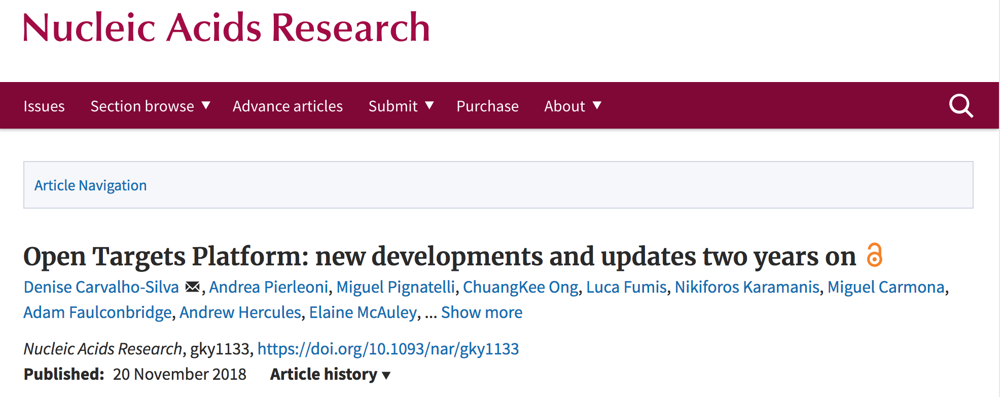 Nucleic Acids Research
Issues Section browse ▼ Advance articles Submit ▼ Purchase About ▼
Article Navigation
Open Targets Platform: new developments and updates two years on
Denise Carvalho-Silva ✉, Andrea Pierleoni, Miguel Pignatelli, ChuangKee Ong, Luca Fumis, Nikiforos Karamanis, Miguel Carmona,
Adam Faulconbridge, Andrew Hercules, Elaine McAuley, ... Show more
Nucleic Acids Research, gky1133, https://doi.org/10.1093/nar/gky1133
Published: 20 November 2018 Article history ▼